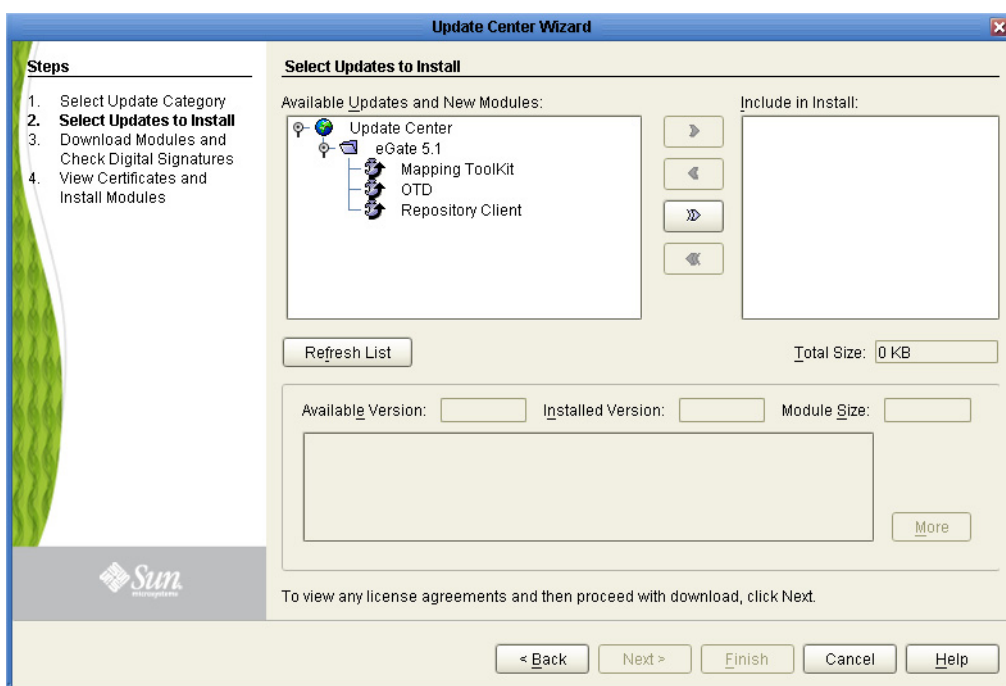 Update Center Wizard
Steps
1. Select Update Category
2. Select Updates to Install
3. Download Modules and
Check Digital Signatures
4. View Certificates and
Install Modules
Select Updates to Install
Available Updates and New Modules:
Update Center
eGate 5.1
Mapping ToolKit
OTD
Repository Client
Include in Install:
Refresh List
Total Size: 0 KB
Available Version:
Installed Version:
Module Size:
More
Sun
microsystems
To view any license agreements and then proceed with download, click Next.
< Back
Next >
Finish
Cancel
Help